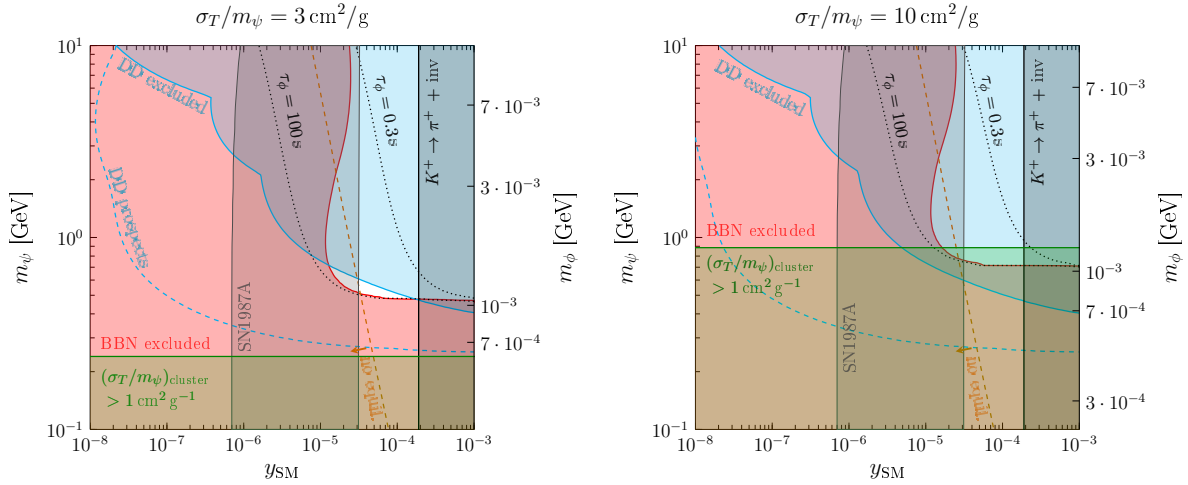 σ_T/m_ψ = 3 cm²/g
10¹
10⁰
10⁻¹
m_ψ [GeV]
DD excluded
DD prospects
τ_ϕ = 100 s
τ_ϕ = 0.3 s
K⁺ → π⁺ + inv
SN1987A
BBN excluded
(σ_T/m_ψ)_cluster
> 1 cm² g⁻¹
no equilib.
7 · 10⁻³
3 · 10⁻³
10⁻³
7 · 10⁻⁴
m_ϕ [GeV]
10⁻⁸ 10⁻⁷ 10⁻⁶ 10⁻⁵ 10⁻⁴ 10⁻³
y_SM
σ_T/m_ψ = 10 cm²/g
10¹
10⁰
10⁻¹
m_ψ [GeV]
DD excluded
τ_ϕ = 100 s
τ_ϕ = 0.3 s
K⁺ → π⁺ + inv
BBN excluded
(σ_T/m_ψ)_cluster
> 1 cm² g⁻¹
SN1987A
no equilib.
7 · 10⁻³
3 · 10⁻³
10⁻³
7 · 10⁻⁴
3 · 10⁻⁴
m_ϕ [GeV]
10⁻⁸ 10⁻⁷ 10⁻⁶ 10⁻⁵ 10⁻⁴ 10⁻³
y_SM